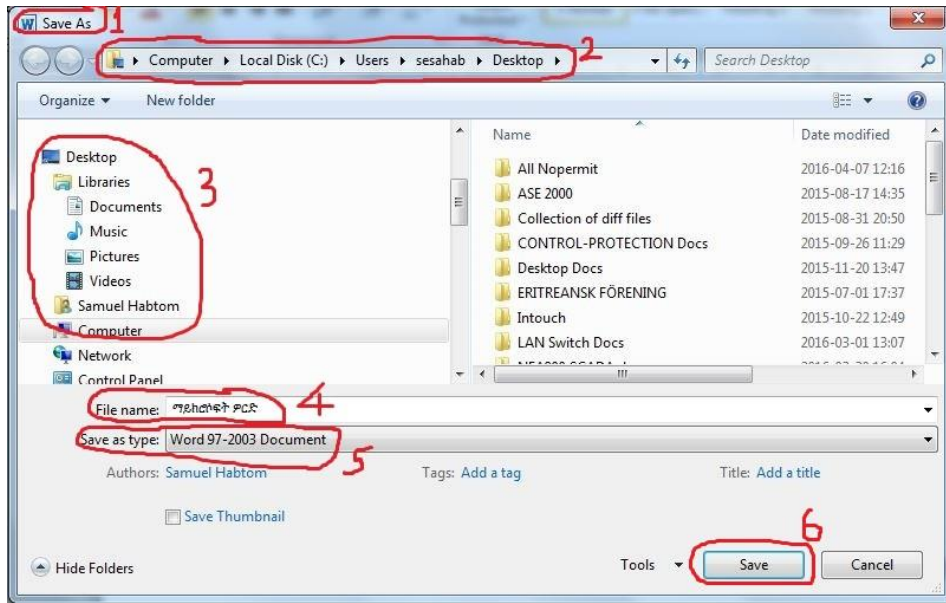 Save As 1
Computer ▸ Local Disk (C:) ▸ Users ▸ sesahab ▸ Desktop ▸ 2 Search Desktop
Organize New folder
Name Date modified
Desktop
Libraries
Documents
Music
Pictures
Videos
Samuel Habtom
Computer
Network
Control Panel
3
All Nopermit 2016-04-07 12:16
ASE 2000 2015-08-17 14:35
Collection of diff files 2015-08-31 20:50
CONTROL-PROTECTION Docs 2015-09-26 11:29
Desktop Docs 2015-11-20 13:47
ERITREANSK FÖRENING 2015-07-01 17:37
Intouch 2015-10-22 12:49
LAN Switch Docs 2016-03-01 13:07
File name: ማይክሮሶፍት ዎርድ 4
Save as type: Word 97-2003 Document 5
Authors: Samuel Habtom Tags: Add a tag Title: Add a title
Save Thumbnail
6
Hide Folders Tools Save Cancel